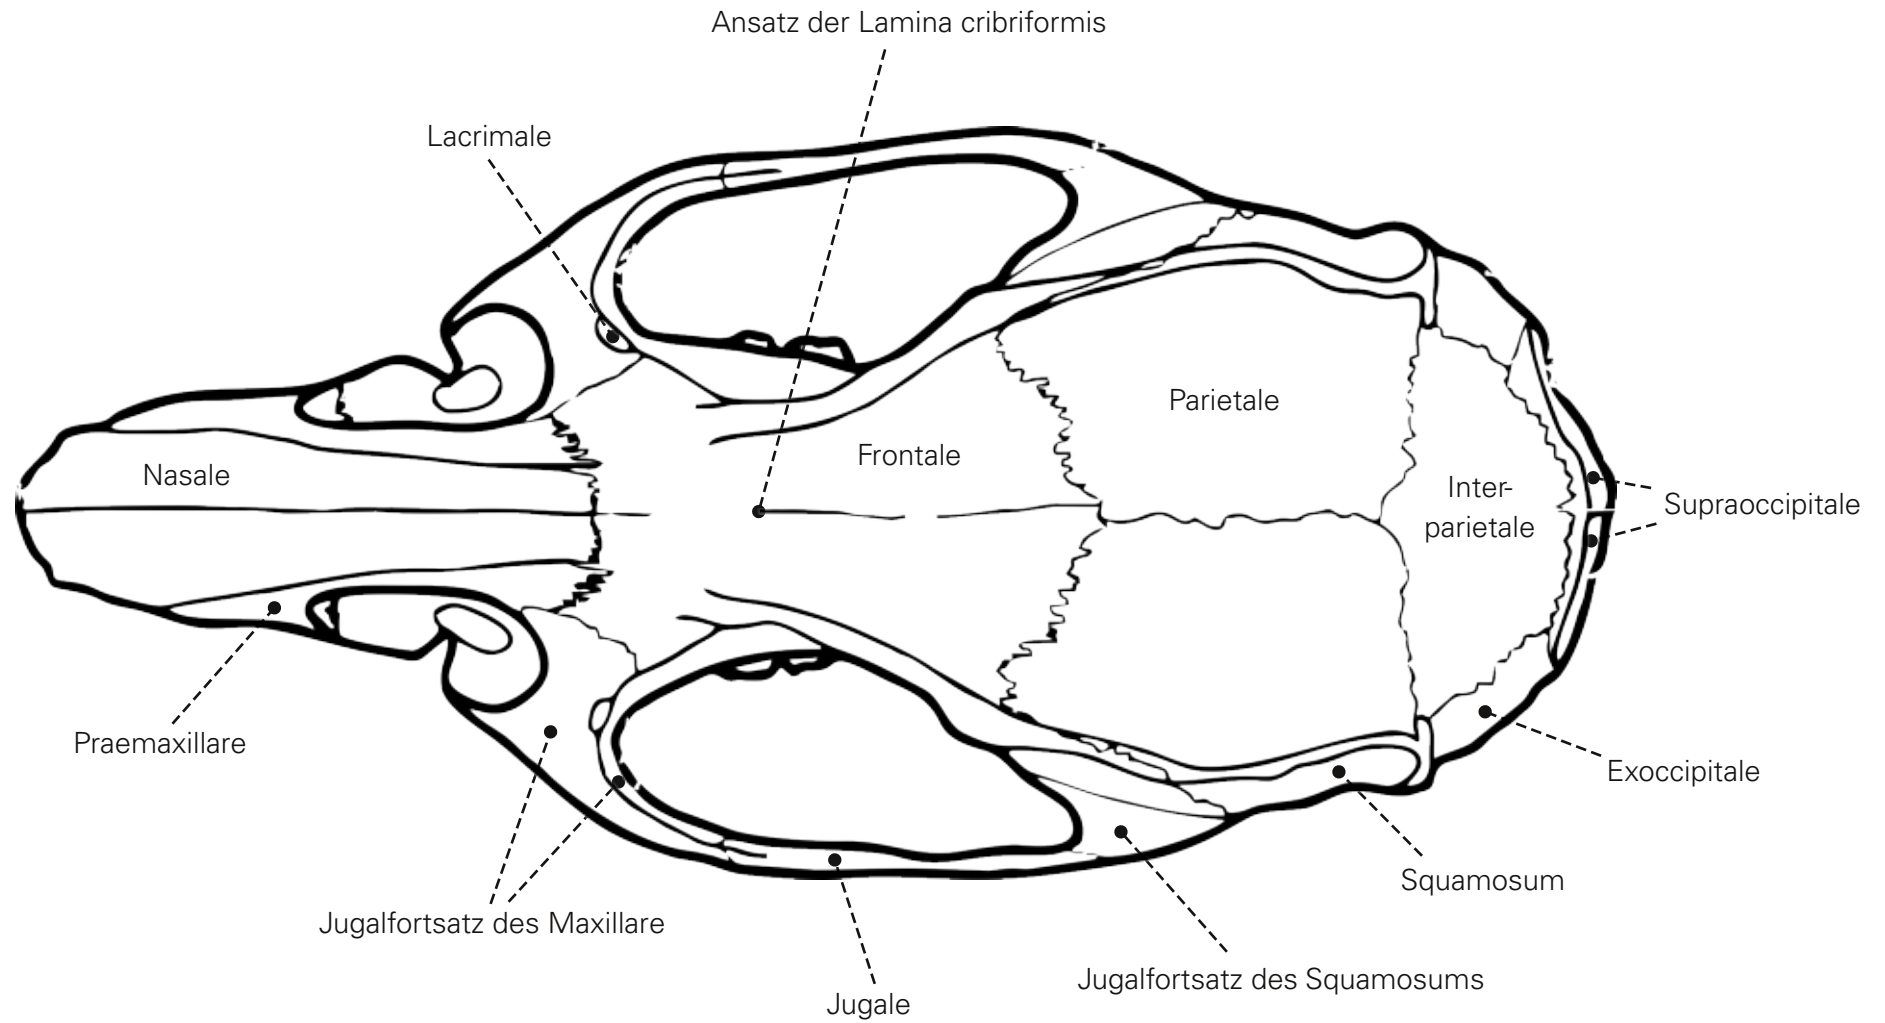 Ansatz der Lamina cribriformis
Lacrimale
Parietale
Frontale
Nasale
Inter-
parietale
Supraoccipitale
Praemaxillare
Exoccipitale
Squamosum
Jugalfortsatz des Maxillare
Jugalfortsatz des Squamosums
Jugale